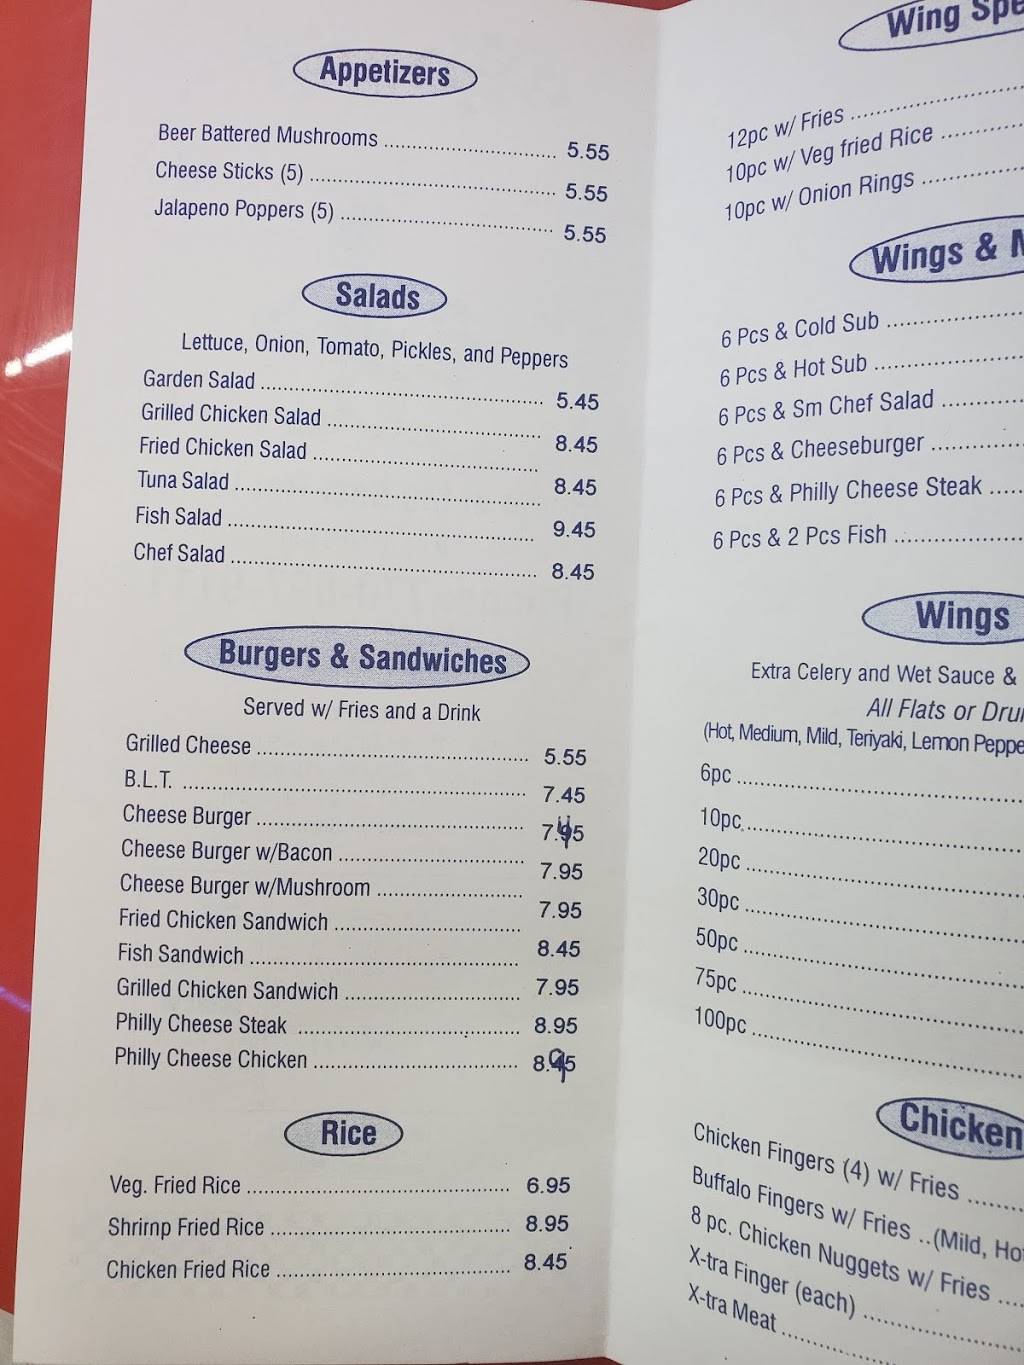 Appetizers
Beer Battered Mushrooms ........ 5.55
Cheese Sticks (5) ........ 5.55
Jalapeno Poppers (5) ........ 5.55
Salads
Lettuce, Onion, Tomato, Pickles, and Peppers
Garden Salad ........ 5.45
Grilled Chicken Salad ........ 8.45
Fried Chicken Salad ........
Tuna Salad ........ 8.45
Fish Salad ........ 9.45
Chef Salad ........ 8.45
Burgers & Sandwiches
Served w/ Fries and a Drink
Grilled Cheese ........ 5.55
B.L.T. ........ 7.45
Cheese Burger ........ 7.45
Cheese Burger w/Bacon ........ 7.95
Cheese Burger w/Mushroom ........ 7.95
Fried Chicken Sandwich ........ 8.45
Fish Sandwich ........ 7.95
Grilled Chicken Sandwich ........ 8.95
Philly Cheese Steak ........
Philly Cheese Chicken ........ 8.95
Rice
Veg. Fried Rice ........ 6.95
Shrirnp Fried Rice ........ 8.95
Chicken Fried Rice ........ 8.45
Wing Spe
12pc w/ Fries ........
10pc w/ Veg fried Rice ........
10pc w/ Onion Rings ........
Wings &
6 Pcs & Cold Sub ........
6 Pcs & Hot Sub ........
6 Pcs & Sm Chef Salad ........
6 Pcs & Cheeseburger ........
6 Pcs & Philly Cheese Steak ........
6 Pcs & 2 Pcs Fish ........
Wings
Extra Celery and Wet Sauce &
All Flats or Dru
(Hot, Medium, Mild, Teriyaki, Lemon Peppe
6pc ........
10pc ........
20pc ........
30pc ........
50pc ........
75pc ........
100pc ........
Chicken
Chicken Fingers (4) w/ Fries ........
Buffalo Fingers w/ Fries ..(Mild, Ho
8 pc. Chicken Nuggets w/ Fries ....
X-tra Finger (each) ........
X-tra Meat ........